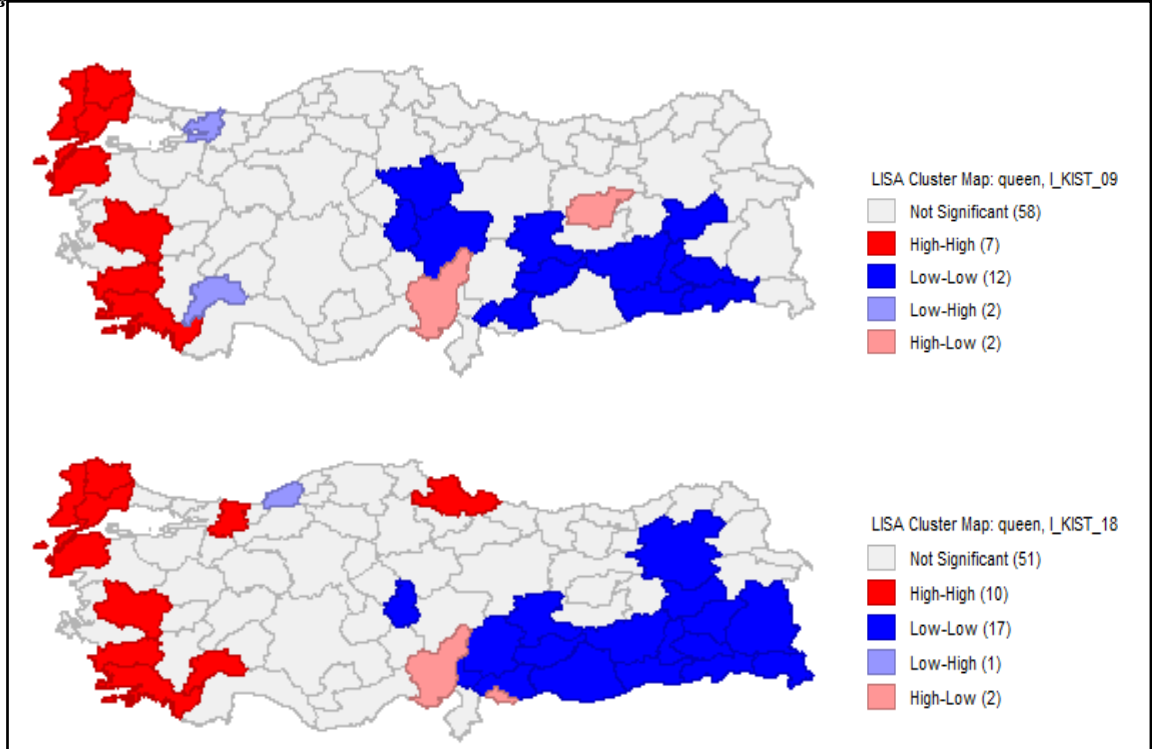 LISA Cluster Map: queen, I_KIST_09
Not Significant (58)
High-High (7)
Low-Low (12)
Low-High (2)
High-Low (2)
LISA Cluster Map: queen, I_KIST_18
Not Significant (51)
High-High (10)
Low-Low (17)
Low-High (1)
High-Low (2)